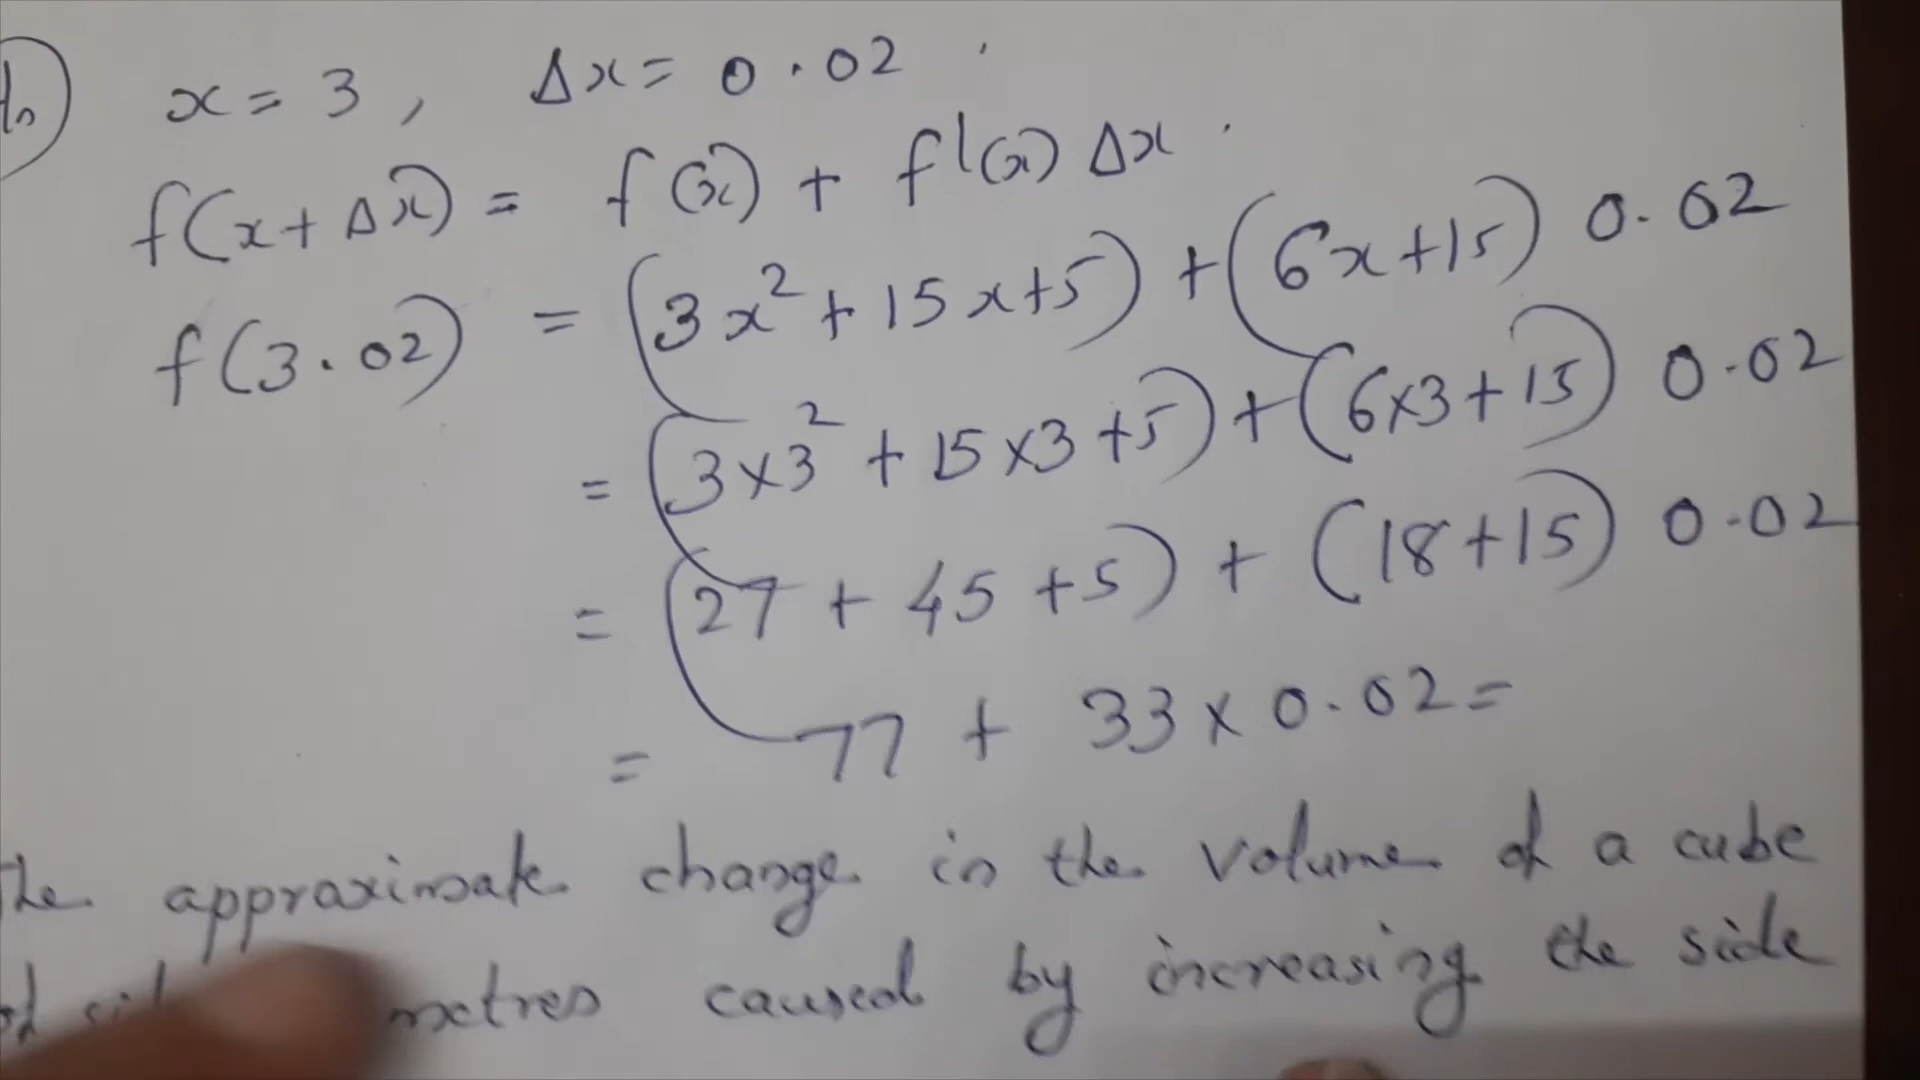 x = 3, Δx = 0.02.
f(x+Δx) = f(x) + f'(x) Δx.
f(3.02) = (3x²+15x+5) + (6x+15) 0.02
= (3×3² + 15×3+5) + (6×3+15) 0.02
= (27 + 45 +5) + (18+15) 0.02
= 77 + 33×0.02=
The approximate change in the volume of a cube
of metres caused by increasing the side